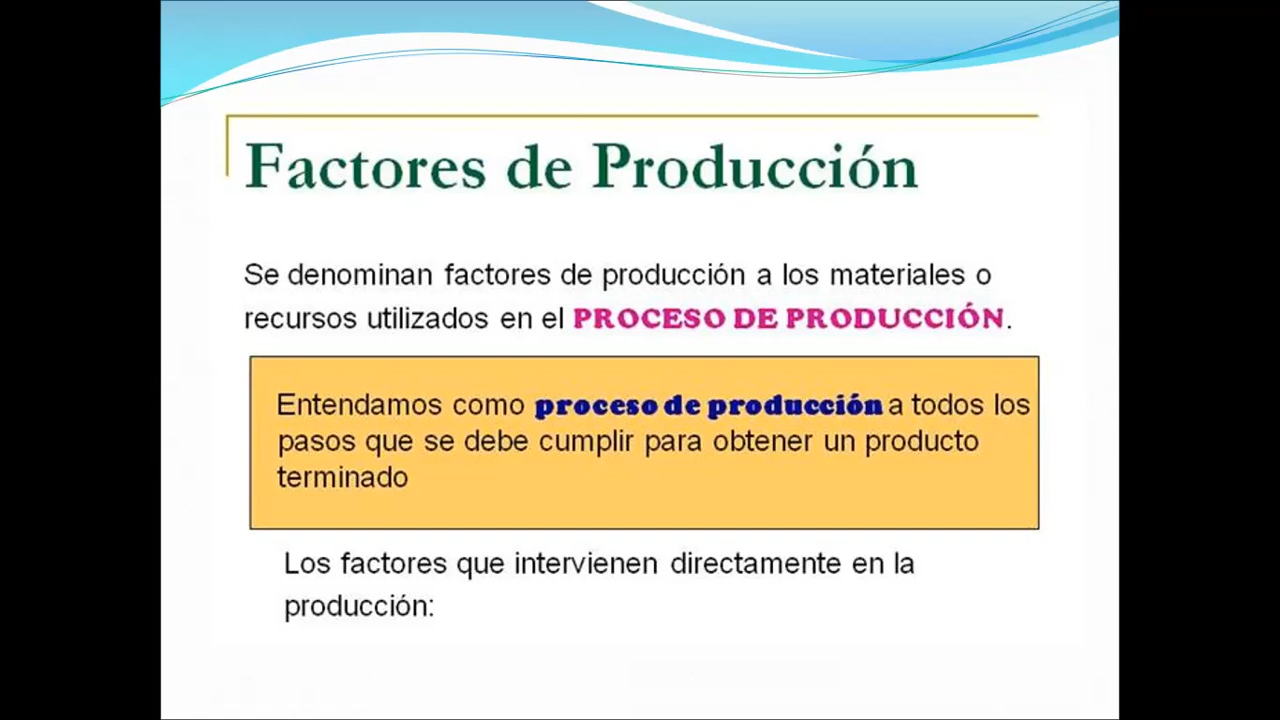 Factores de Producción
Se denominan factores de producción a los materiales o
recursos utilizados en el PROCESO DE PRODUCCIÓN.
Entendamos como proceso de producción a todos los
pasos que se debe cumplir para obtener un producto
terminado
Los factores que intervienen directamente en la
producción: